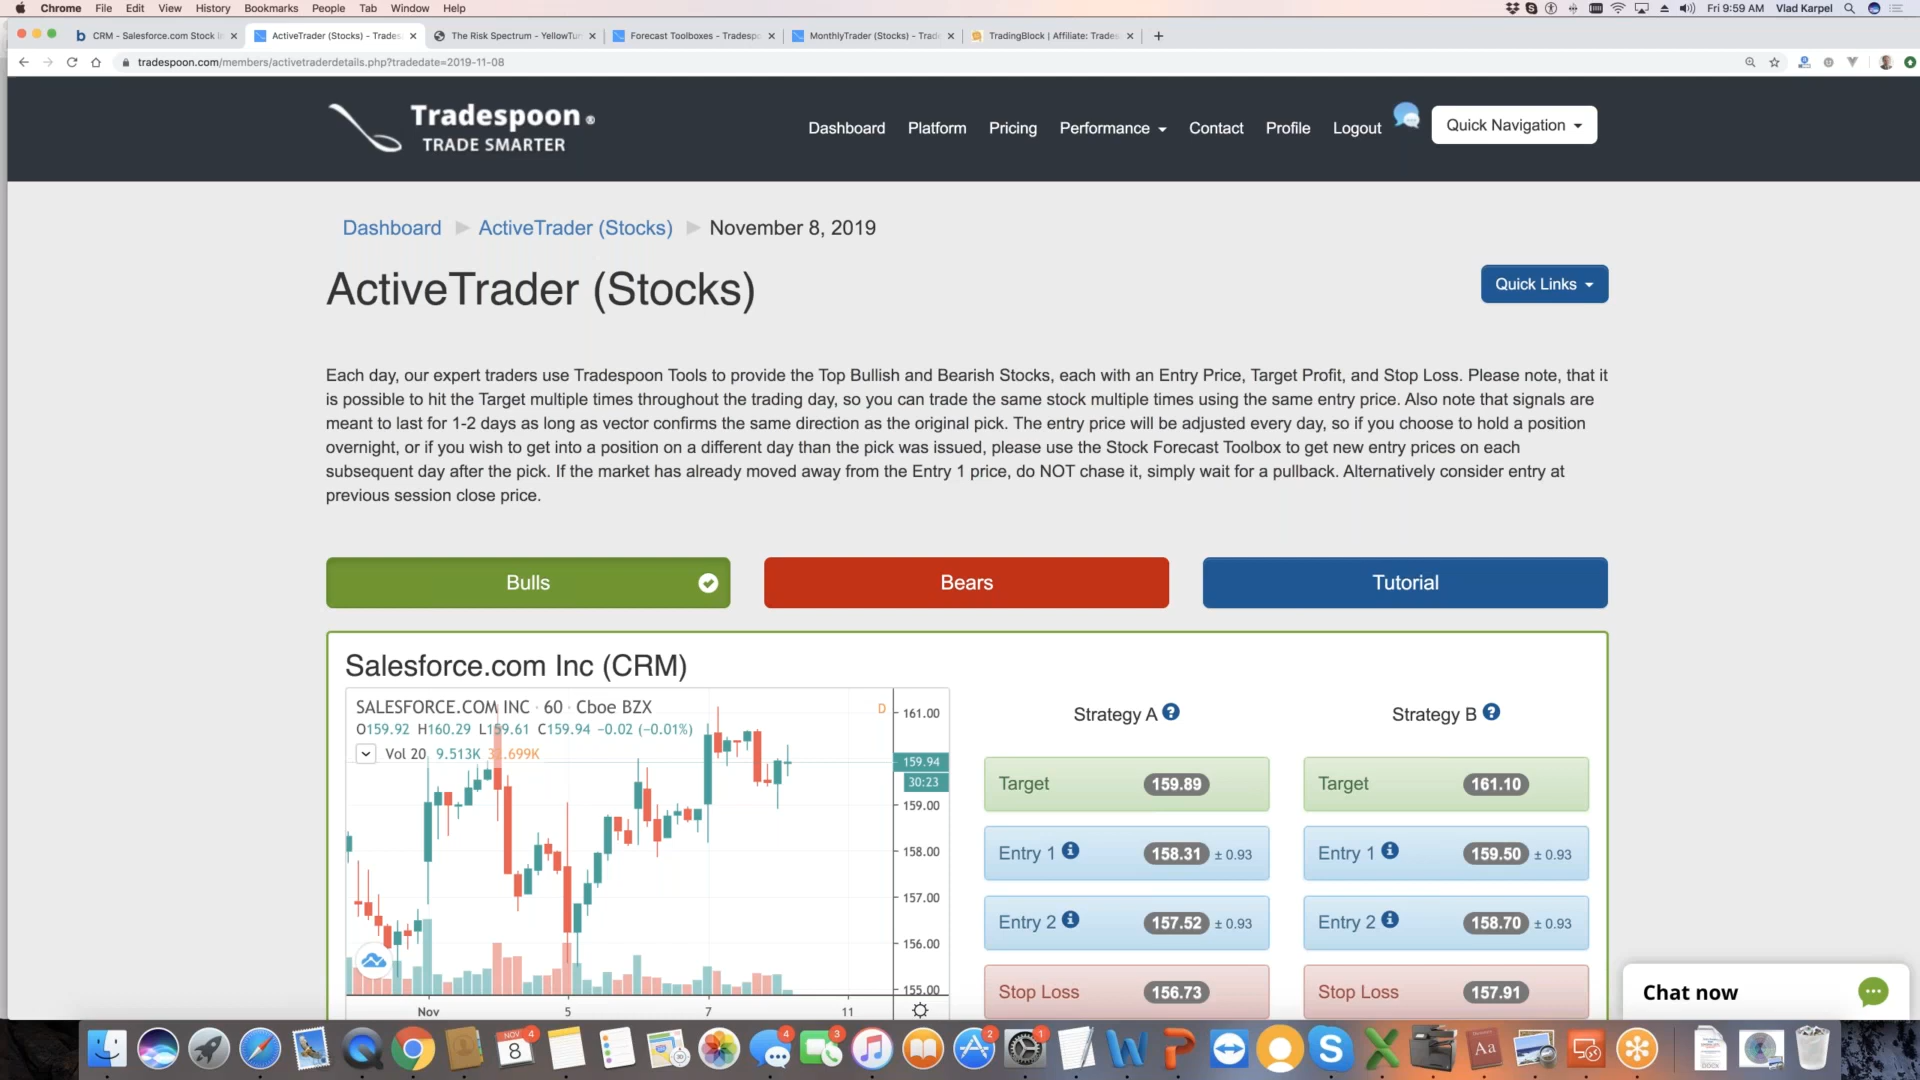 Chrome File Edit View History Bookmarks People Tab Window Help Fri 9:59 AM Vlad Karpel
CRM - Salesforce.com Stock ActiveTrader (Stocks) - Trades The Risk Spectrum - YellowTu Forecast Toolboxes - Tradespo MonthlyTrader (Stocks) - Trad TradingBlock | Affiliate: Trades
tradespoon.com/members/activetraderdetails.php?tradedate=2019-11-08
Tradespoon ®
TRADE SMARTER
Dashboard Platform Pricing Performance Contact Profile Logout Quick Navigation
Dashboard ActiveTrader (Stocks) November 8, 2019
ActiveTrader (Stocks)
Quick Links
Each day, our expert traders use Tradespoon Tools to provide the Top Bullish and Bearish Stocks, each with an Entry Price, Target Profit, and Stop Loss. Please note, that it
is possible to hit the Target multiple times throughout the trading day, so you can trade the same stock multiple times using the same entry price. Also note that signals are
meant to last for 1-2 days as long as vector confirms the same direction as the original pick. The entry price will be adjusted every day, so if you choose to hold a position
overnight, or if you wish to get into a position on a different day than the pick was issued, please use the Stock Forecast Toolbox to get new entry prices on each
subsequent day after the pick. If the market has already moved away from the Entry 1 price, do NOT chase it, simply wait for a pullback. Alternatively consider entry at
previous session close price.
Bulls Bears Tutorial
Salesforce.com Inc (CRM)
SALESFORCE.COM INC · 60 · Cboe BZX D
O159.92 H160.29 L159.61 C159.94 −0.02 (−0.01%)
Vol 20 9.513K
161.00
159.94
30:23
159.00
158.00
157.00
156.00
155.00
Nov 5 7 11
Strategy A
Target 159.89
Entry 1 158.31 ± 0.93
Entry 2 157.52 ± 0.93
Stop Loss 156.73
Strategy B
Target 161.10
Entry 1 159.50 ± 0.93
Entry 2 158.70 ± 0.93
Stop Loss 157.91
Chat now
NOV
8
4
4
3
2
1
Aa
DOCX